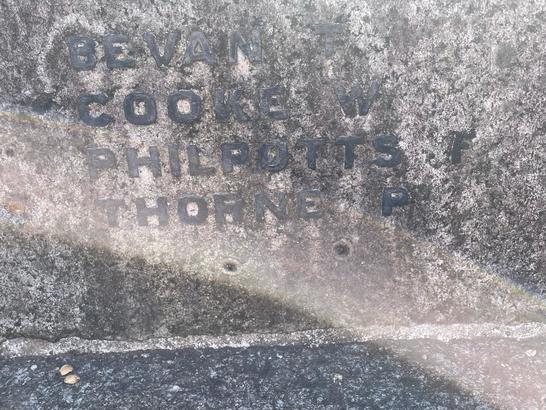 BEVAN T
COOKE W
PHILPOTTS F
THORNE P